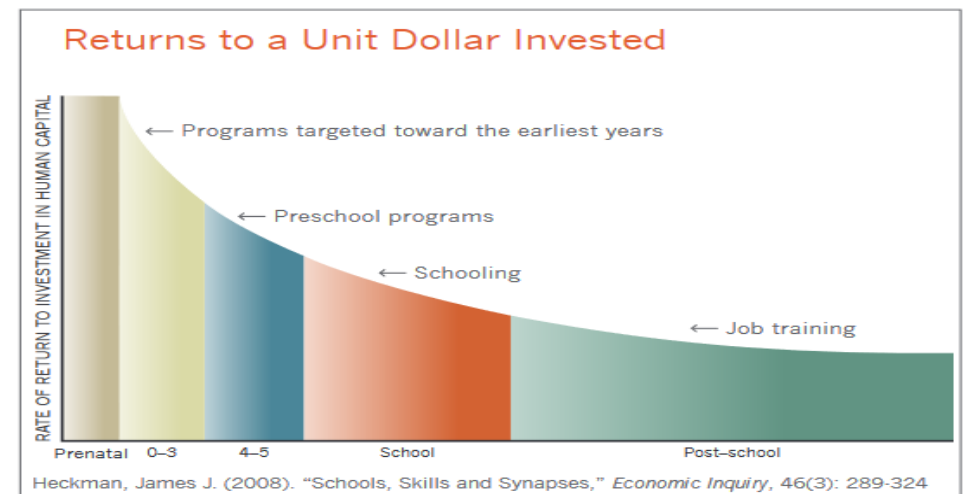 Returns to a Unit Dollar Invested
RATE OF RETURN TO INVESTMENT IN HUMAN CAPITAL
← Programs targeted toward the earliest years
← Preschool programs
← Schooling
← Job training
Prenatal 0–3 4–5 School Post–school
Heckman, James J. (2008). “Schools, Skills and Synapses,” Economic Inquiry, 46(3): 289-324